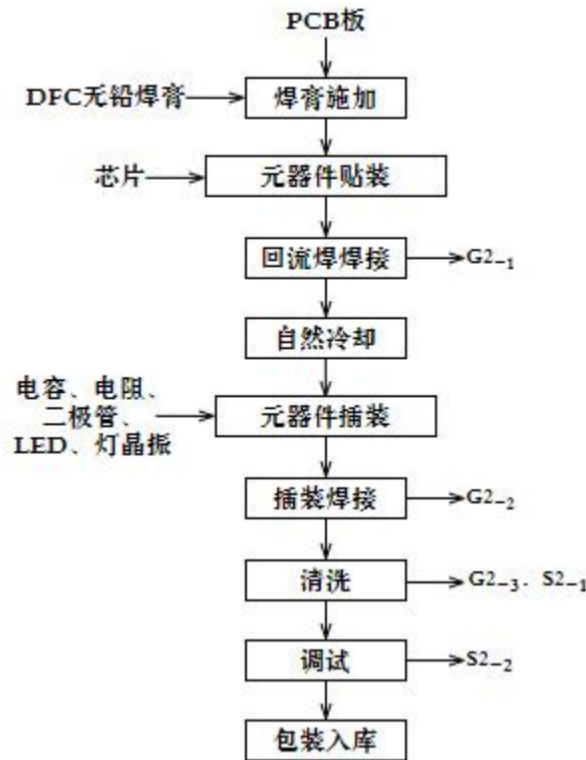 PCB板
DFC无铅焊膏
焊膏施加
芯片
元器件贴装
回流焊焊接
G2-1
自然冷却
电容、电阻、
二极管、
LED、灯晶振
元器件插装
插装焊接
G2-2
清洗
G2-3. S2-1
调试
S2-2
包装入库